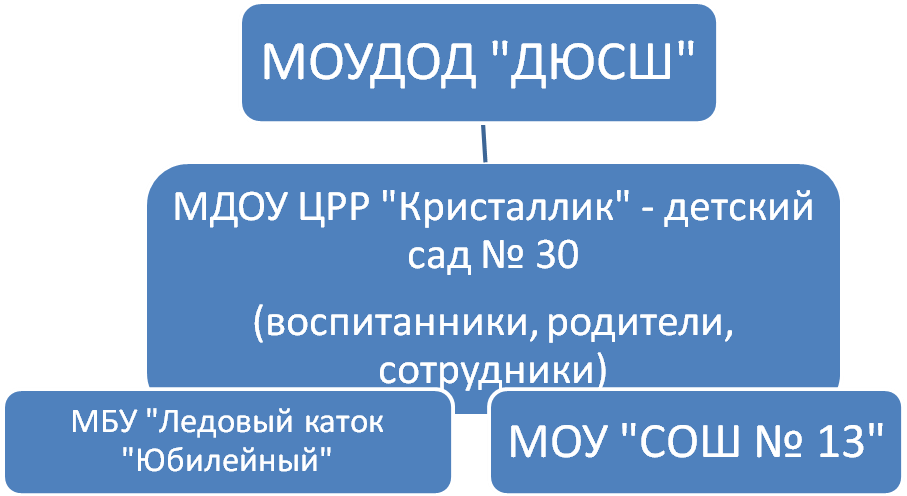 МОУДОД "ДЮСШ"
МДОУ ЦРР "Кристаллик" - детский
сад № 30
(воспитанники, родители,
сотрудники)
МБУ "Ледовый каток
"Юбилейный"
МОУ "СОШ № 13"